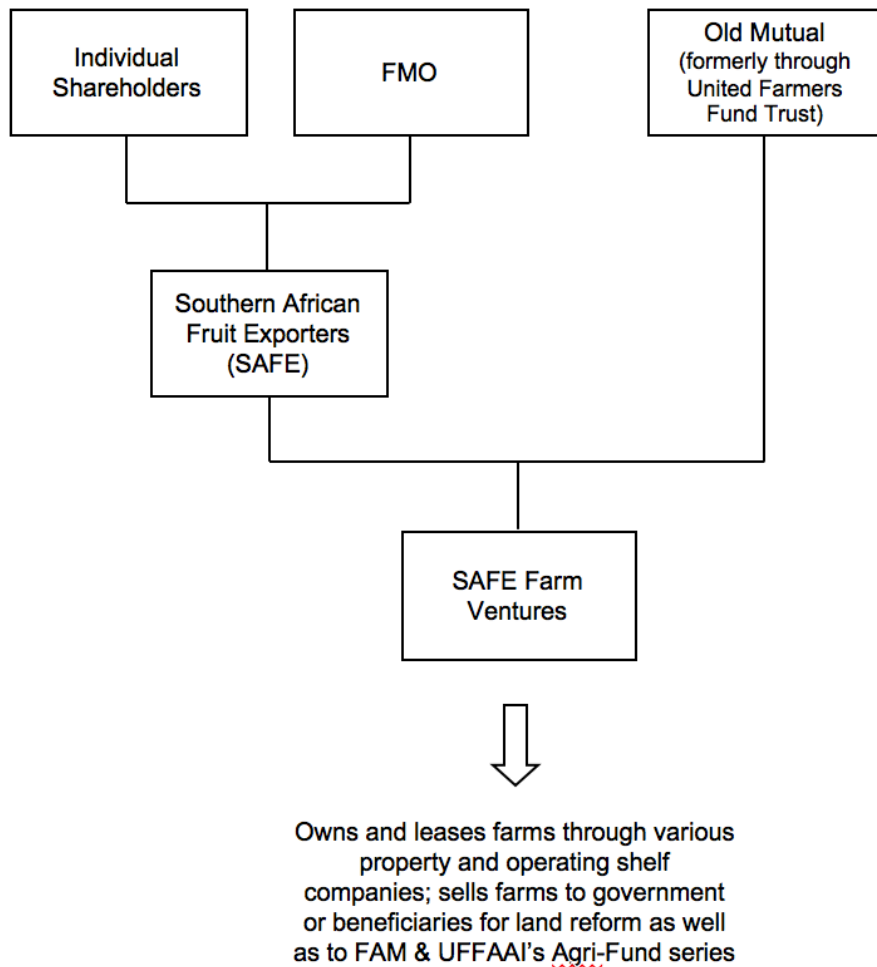 Individual
Shareholders
FMO
Old Mutual
(formerly through
United Farmers
Fund Trust)
Southern African
Fruit Exporters
(SAFE)
SAFE Farm
Ventures
Owns and leases farms through various
property and operating shelf
companies; sells farms to government
or beneficiaries for land reform as well
as to FAM & UFFAAI’s Agri-Fund series